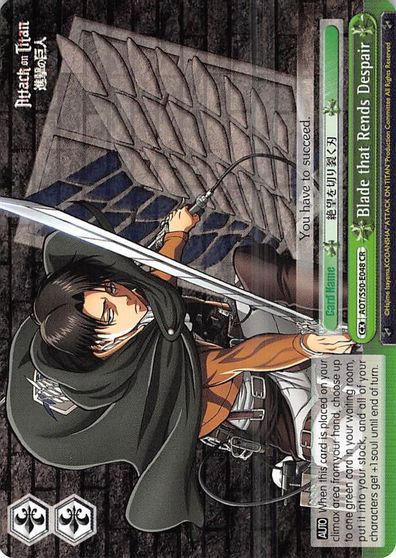 Attack on Titan
進撃の巨人
You have to succeed.
Card Name
絶望を切り裂く刃
Blade that Rends Despair
CX
AOT/S50-E048 CR
©Hajime Isayama,KODANSHA/"ATTACK ON TITAN"Production Committee All Rights Reserved
AUTO When this card is placed on your
climax area from your hand, choose up
to one green card in your waiting room,
put it into your stock, and all of your
characters get +1soul until end of turn.